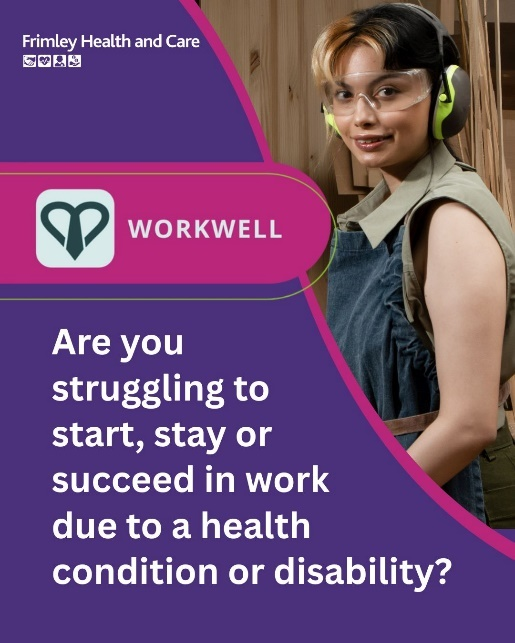 Frimley Health and Care
WORKWELL
Are you
struggling to
start, stay or
succeed in work
due to a health
condition or disability?